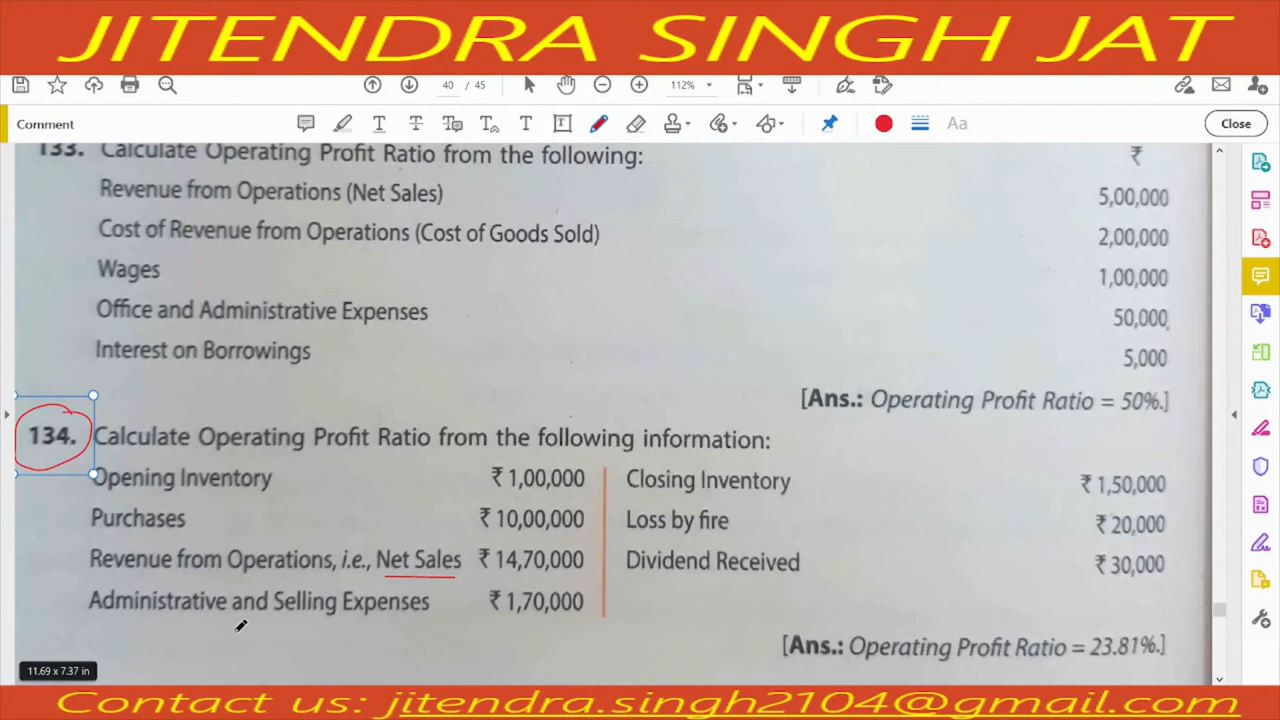 JITENDRA SINGH JAT
40 / 45
112%
Comment
Close
133. Calculate Operating Profit Ratio from the following: ₹
Revenue from Operations (Net Sales) 5,00,000
Cost of Revenue from Operations (Cost of Goods Sold) 2,00,000
Wages 1,00,000
Office and Administrative Expenses 50,000
Interest on Borrowings 5,000
[Ans.: Operating Profit Ratio = 50%.]
134. Calculate Operating Profit Ratio from the following information:
Opening Inventory ₹ 1,00,000 Closing Inventory ₹ 1,50,000
Purchases ₹ 10,00,000 Loss by fire ₹ 20,000
Revenue from Operations, i.e., Net Sales ₹ 14,70,000 Dividend Received ₹ 30,000
Administrative and Selling Expenses ₹ 1,70,000
[Ans.: Operating Profit Ratio = 23.81%.]
11.69 x 7.37 in
Contact us: jitendra.singh2104@gmail.com